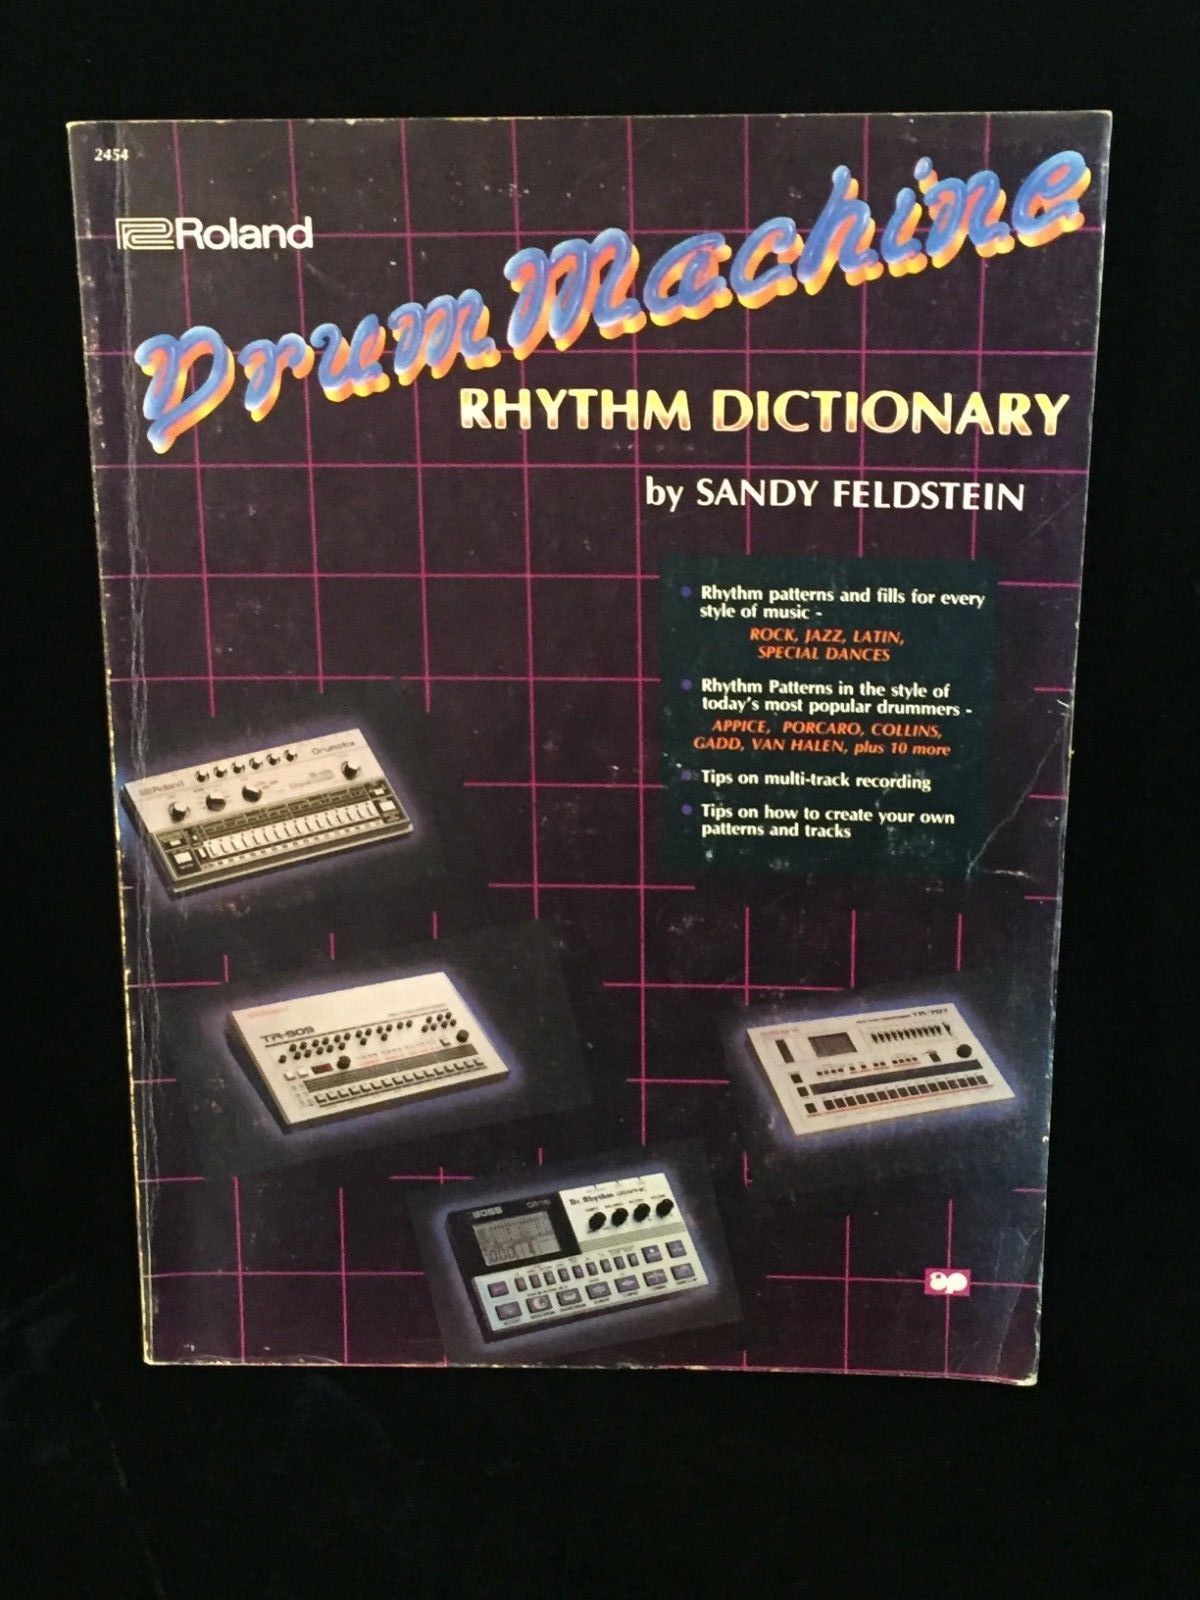 2454
Roland
Drum Machine
RHYTHM DICTIONARY
by SANDY FELDSTEIN
Rhythm patterns and fills for every
style of music -
ROCK, JAZZ, LATIN,
SPECIAL DANCES
Rhythm Patterns in the style of
today's most popular drummers -
APPICE, PORCARO, COLLINS,
GADD, VAN HALEN, plus 10 more
Tips on multi-track recording
Tips on how to create your own
patterns and tracks
Roland
Drumatix
TR-909
TR-707
BOSS
Dr. Rhythm GRAPHIC
ap